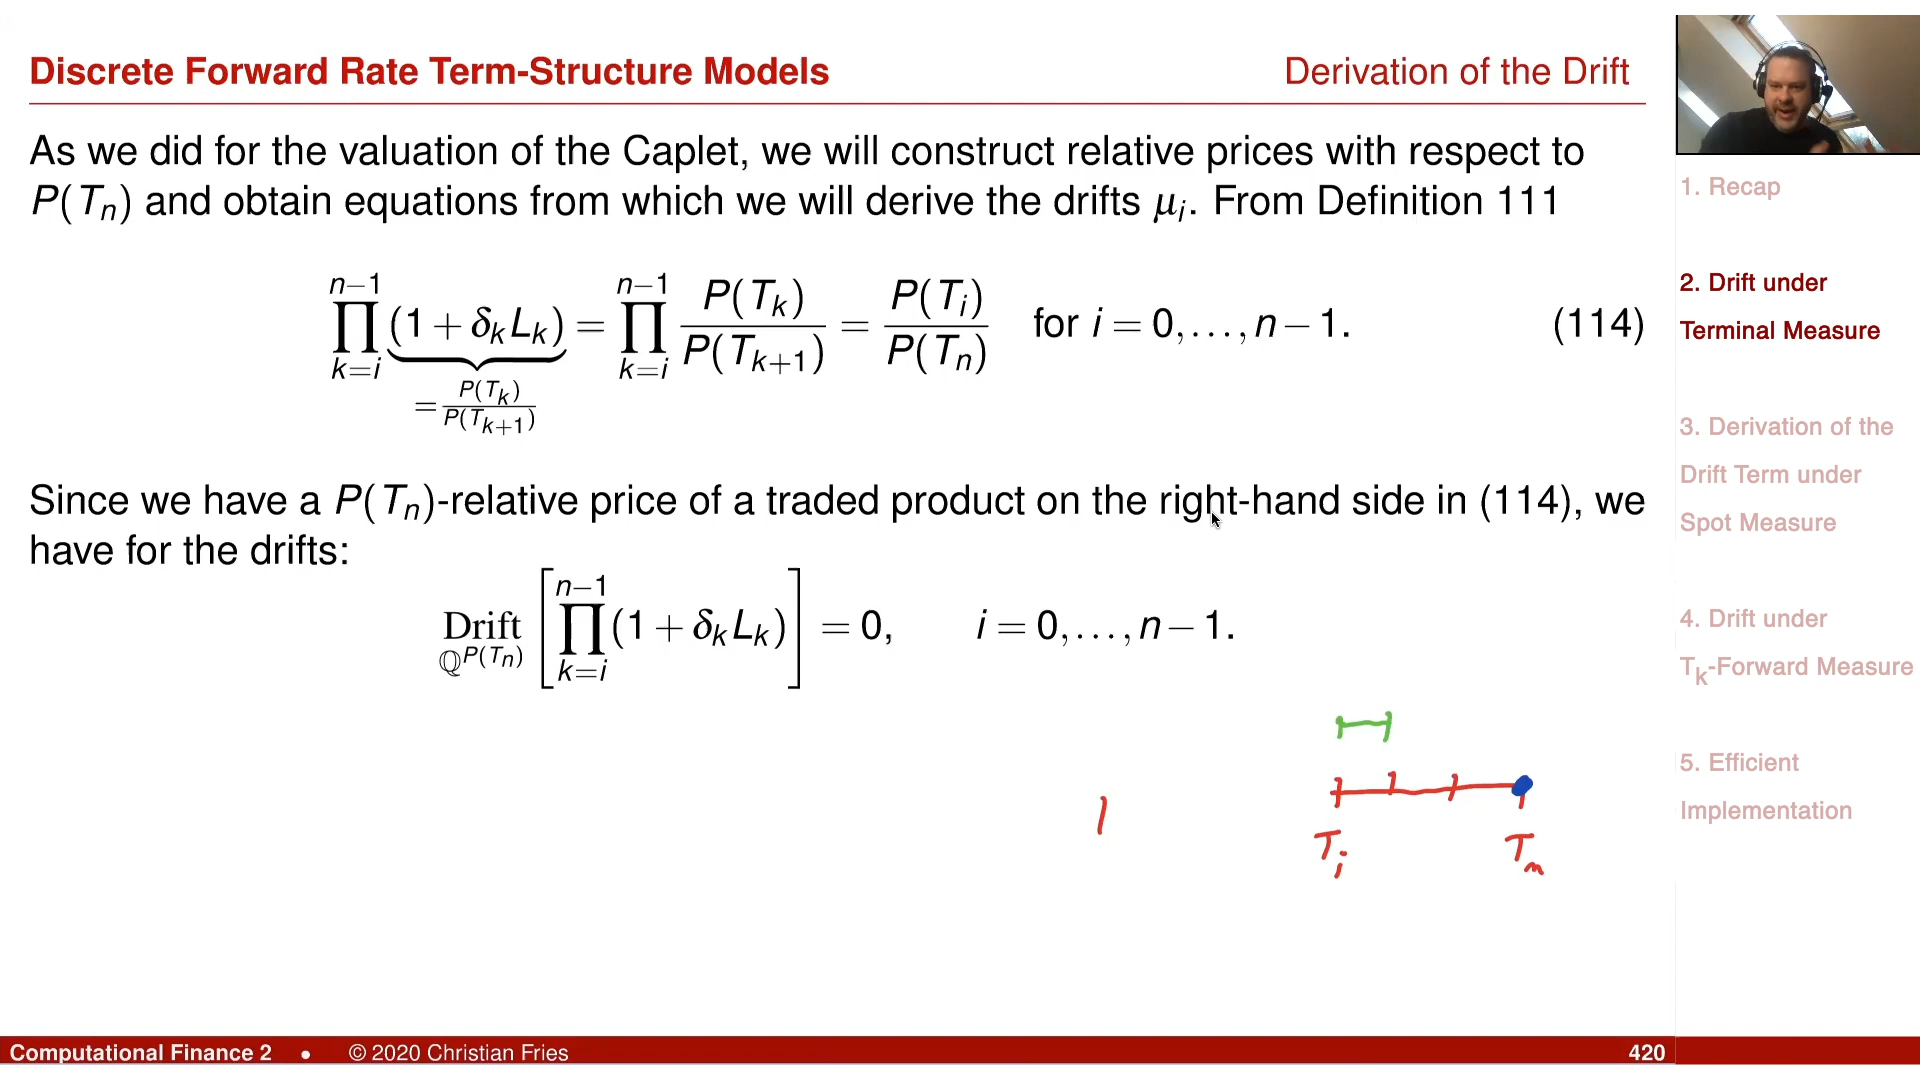 Discrete Forward Rate Term-Structure Models
Derivation of the Drift
As we did for the valuation of the Caplet, we will construct relative prices with respect to
P(Tₙ) and obtain equations from which we will derive the drifts μᵢ. From Definition 111
∏_{k=i}^{n−1} (1 + δₖLₖ) = ∏_{k=i}^{n−1} P(Tₖ)/P(Tₖ₊₁) = P(Tᵢ)/P(Tₙ) for i = 0,…,n − 1. (114)
= P(Tₖ)/P(Tₖ₊₁)
Since we have a P(Tₙ)-relative price of a traded product on the right-hand side in (114), we
have for the drifts:
Drift_{ℚ^{P(Tₙ)}} [∏_{k=i}^{n−1} (1 + δₖLₖ)] = 0, i = 0,…,n − 1.
Tᵢ Tₙ
1. Recap
2. Drift under
Terminal Measure
3. Derivation of the
Drift Term under
Spot Measure
4. Drift under
Tₖ-Forward Measure
5. Efficient
Implementation
Computational Finance 2 • © 2020 Christian Fries
420